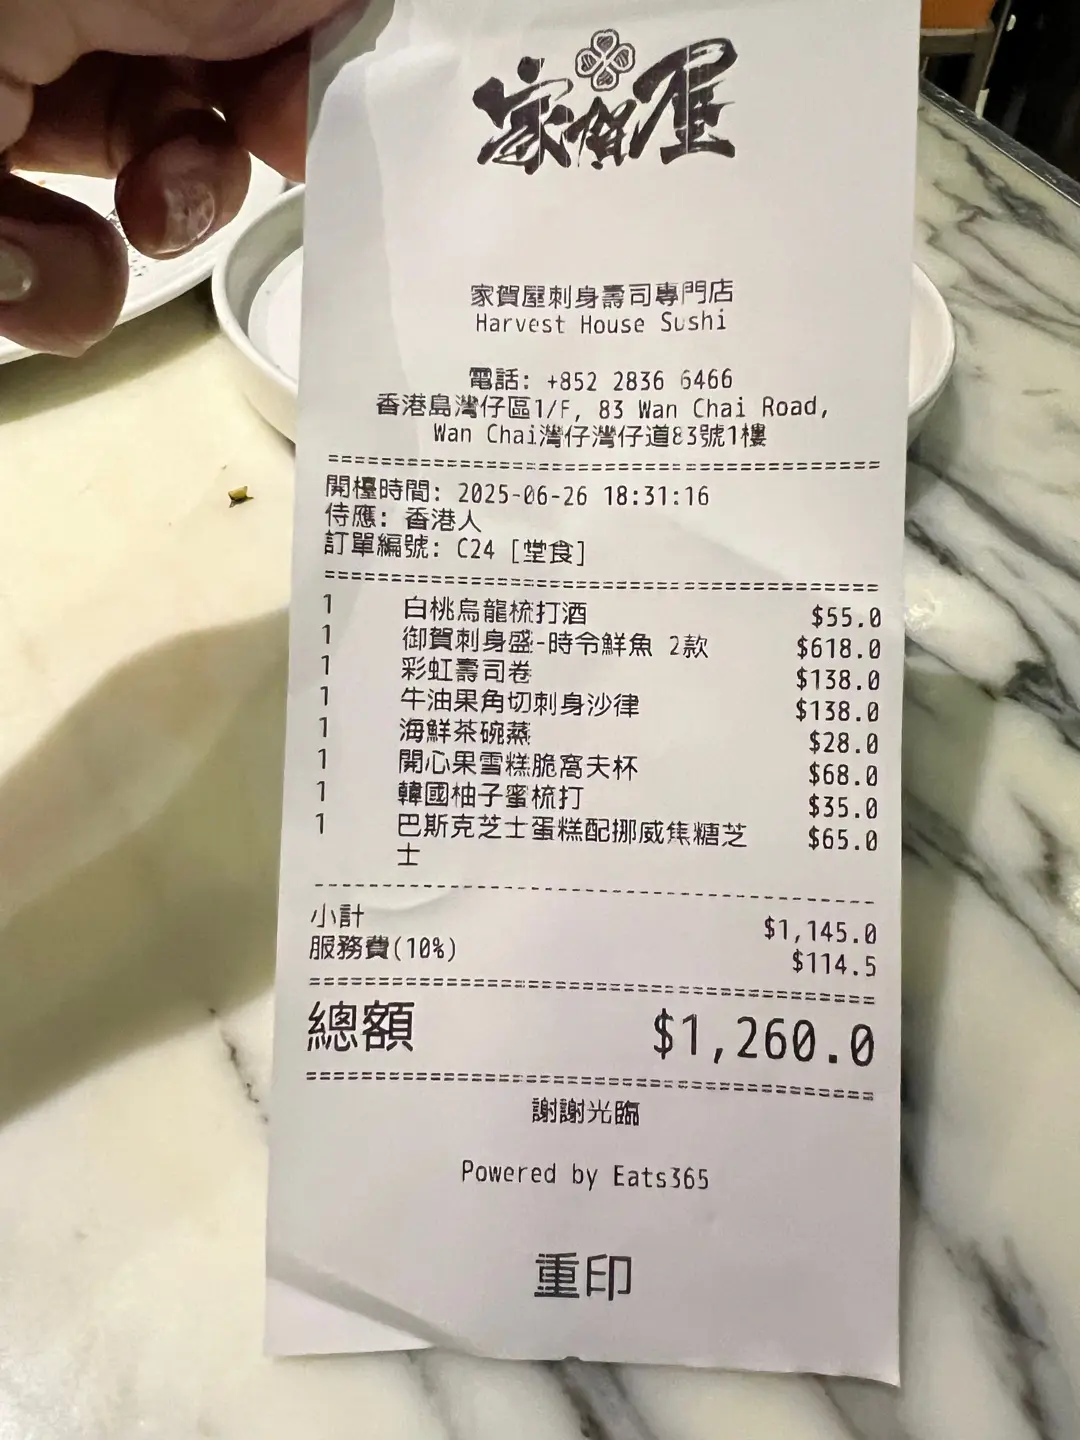 家賀屋
家賀屋刺身壽司專門店
Harvest House Sushi
電話: +852 2836 6466
香港島灣仔區1/F, 83 Wan Chai Road,
Wan Chai灣仔灣仔道83號1樓
開檯時間: 2025-06-26 18:31:16
侍應: 香港人
訂單編號: C24 [堂食]
1 白桃烏龍梳打酒 $55.0
1 御賀刺身盛-時令鮮魚 2款 $618.0
1 彩虹壽司卷 $138.0
1 牛油果角切刺身沙律 $138.0
1 海鮮茶碗蒸 $28.0
1 開心果雪糕脆窩夫杯 $68.0
1 韓國柚子蜜梳打 $35.0
1 巴斯克芝士蛋糕配挪威焦糖芝 $65.0
士
小計 $1,145.0
服務費(10%) $114.5
總額 $1,260.0
謝謝光臨
Powered by Eats365
重印